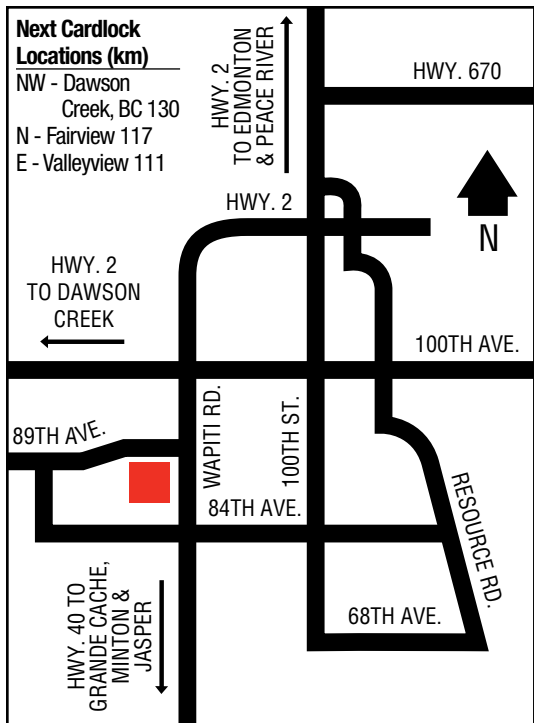 Next Cardlock
Locations (km)
NW - Dawson
Creek, BC 130
N - Fairview 117
E - Valleyview 111
HWY. 2
TO EDMONTON
& PEACE RIVER
HWY. 670
HWY. 2
N
HWY. 2
TO DAWSON
CREEK
100TH AVE.
89TH AVE.
WAPITI RD.
100TH ST.
84TH AVE.
RESOURCE RD.
68TH AVE.
HWY. 40 TO
GRANDE CACHE,
MINTON &
JASPER